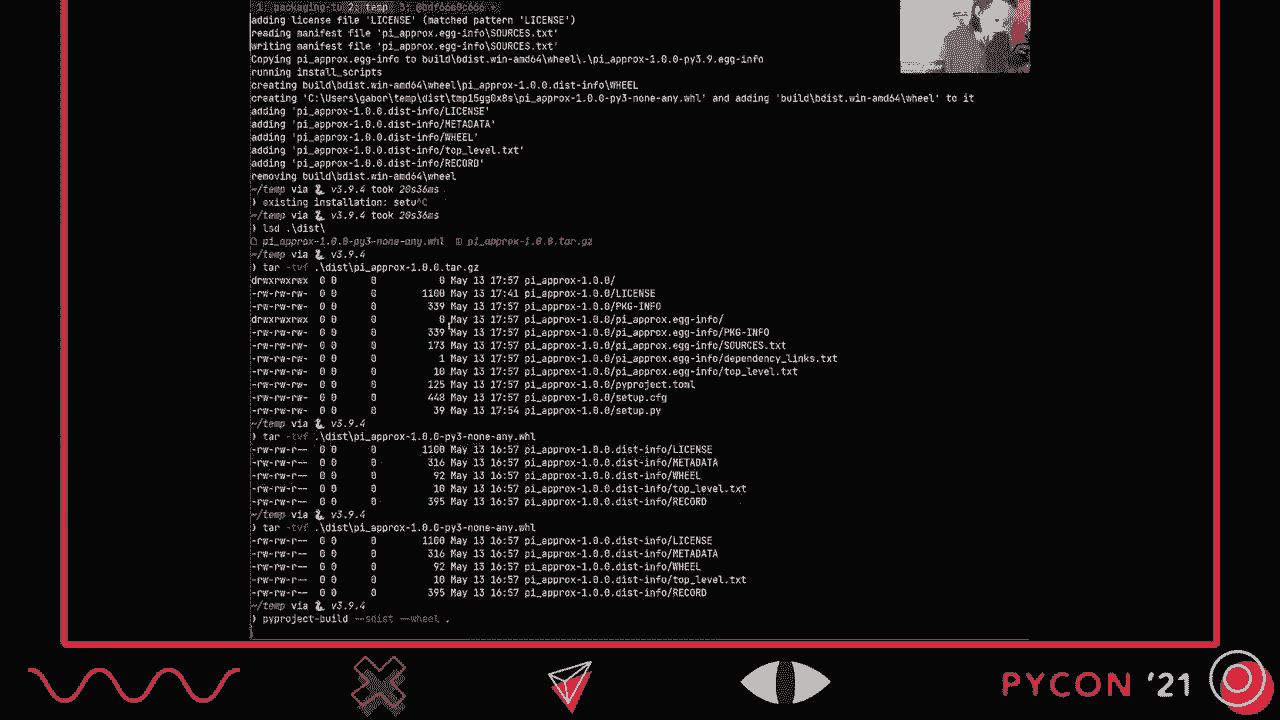 1. packaging-tu 2. temp 3.
adding license file 'LICENSE' (matched pattern 'LICENSE')
reading manifest file 'pi_approx.egg-info\SOURCES.txt'
writing manifest file 'pi_approx.egg-info\SOURCES.txt'
Copying pi_approx.egg-info to build\bdist.win-amd64\wheel\.\pi_approx-1.0.0-py3.9.egg-info
running install_scripts
creating build\bdist.win-amd64\wheel\pi_approx-1.0.0.dist-info\WHEEL
creating 'C:\Users\gabor\temp\dist\tmp15gg0x8s\pi_approx-1.0.0-py3-none-any.whl' and adding 'build\bdist.win-amd64\wheel' to it
adding 'pi_approx-1.0.0.dist-info/LICENSE'
adding 'pi_approx-1.0.0.dist-info/METADATA'
adding 'pi_approx-1.0.0.dist-info/WHEEL'
adding 'pi_approx-1.0.0.dist-info/top_level.txt'
adding 'pi_approx-1.0.0.dist-info/RECORD'
removing build\bdist.win-amd64\wheel
~/temp via v3.9.4 took 20s36ms
❯ existing installation: setu^C
~/temp via v3.9.4 took 20s36ms
❯ lsd .\dist\
pi_approx-1.0.0-py3-none-any.whl pi_approx-1.0.0.tar.gz
~/temp via v3.9.4
❯ tar -tvf .\dist\pi_approx-1.0.0.tar.gz
drwxrwxrwx 0 0 0 0 May 13 17:57 pi_approx-1.0.0/
-rw-rw-rw- 0 0 0 1100 May 13 17:41 pi_approx-1.0.0/LICENSE
-rw-rw-rw- 0 0 0 339 May 13 17:57 pi_approx-1.0.0/PKG-INFO
drwxrwxrwx 0 0 0 0 May 13 17:57 pi_approx-1.0.0/pi_approx.egg-info/
-rw-rw-rw- 0 0 0 339 May 13 17:57 pi_approx-1.0.0/pi_approx.egg-info/PKG-INFO
-rw-rw-rw- 0 0 0 173 May 13 17:57 pi_approx-1.0.0/pi_approx.egg-info/SOURCES.txt
-rw-rw-rw- 0 0 0 1 May 13 17:57 pi_approx-1.0.0/pi_approx.egg-info/dependency_links.txt
-rw-rw-rw- 0 0 0 10 May 13 17:57 pi_approx-1.0.0/pi_approx.egg-info/top_level.txt
-rw-rw-rw- 0 0 0 125 May 13 17:57 pi_approx-1.0.0/pyproject.toml
-rw-rw-rw- 0 0 0 448 May 13 17:57 pi_approx-1.0.0/setup.cfg
-rw-rw-rw- 0 0 0 39 May 13 17:54 pi_approx-1.0.0/setup.py
~/temp via v3.9.4
❯ tar -tvf .\dist\pi_approx-1.0.0-py3-none-any.whl
-rw-rw-r-- 0 0 0 1100 May 13 16:57 pi_approx-1.0.0.dist-info/LICENSE
-rw-rw-r-- 0 0 0 316 May 13 16:57 pi_approx-1.0.0.dist-info/METADATA
-rw-rw-r-- 0 0 0 92 May 13 16:57 pi_approx-1.0.0.dist-info/WHEEL
-rw-rw-r-- 0 0 0 10 May 13 16:57 pi_approx-1.0.0.dist-info/top_level.txt
-rw-rw-r-- 0 0 0 395 May 13 16:57 pi_approx-1.0.0.dist-info/RECORD
~/temp via v3.9.4
❯ tar -tvf .\dist\pi_approx-1.0.0-py3-none-any.whl
-rw-rw-r-- 0 0 0 1100 May 13 16:57 pi_approx-1.0.0.dist-info/LICENSE
-rw-rw-r-- 0 0 0 316 May 13 16:57 pi_approx-1.0.0.dist-info/METADATA
-rw-rw-r-- 0 0 0 92 May 13 16:57 pi_approx-1.0.0.dist-info/WHEEL
-rw-rw-r-- 0 0 0 10 May 13 16:57 pi_approx-1.0.0.dist-info/top_level.txt
-rw-rw-r-- 0 0 0 395 May 13 16:57 pi_approx-1.0.0.dist-info/RECORD
~/temp via v3.9.4
❯ pyproject-build --sdist --wheel .
PYCON '21